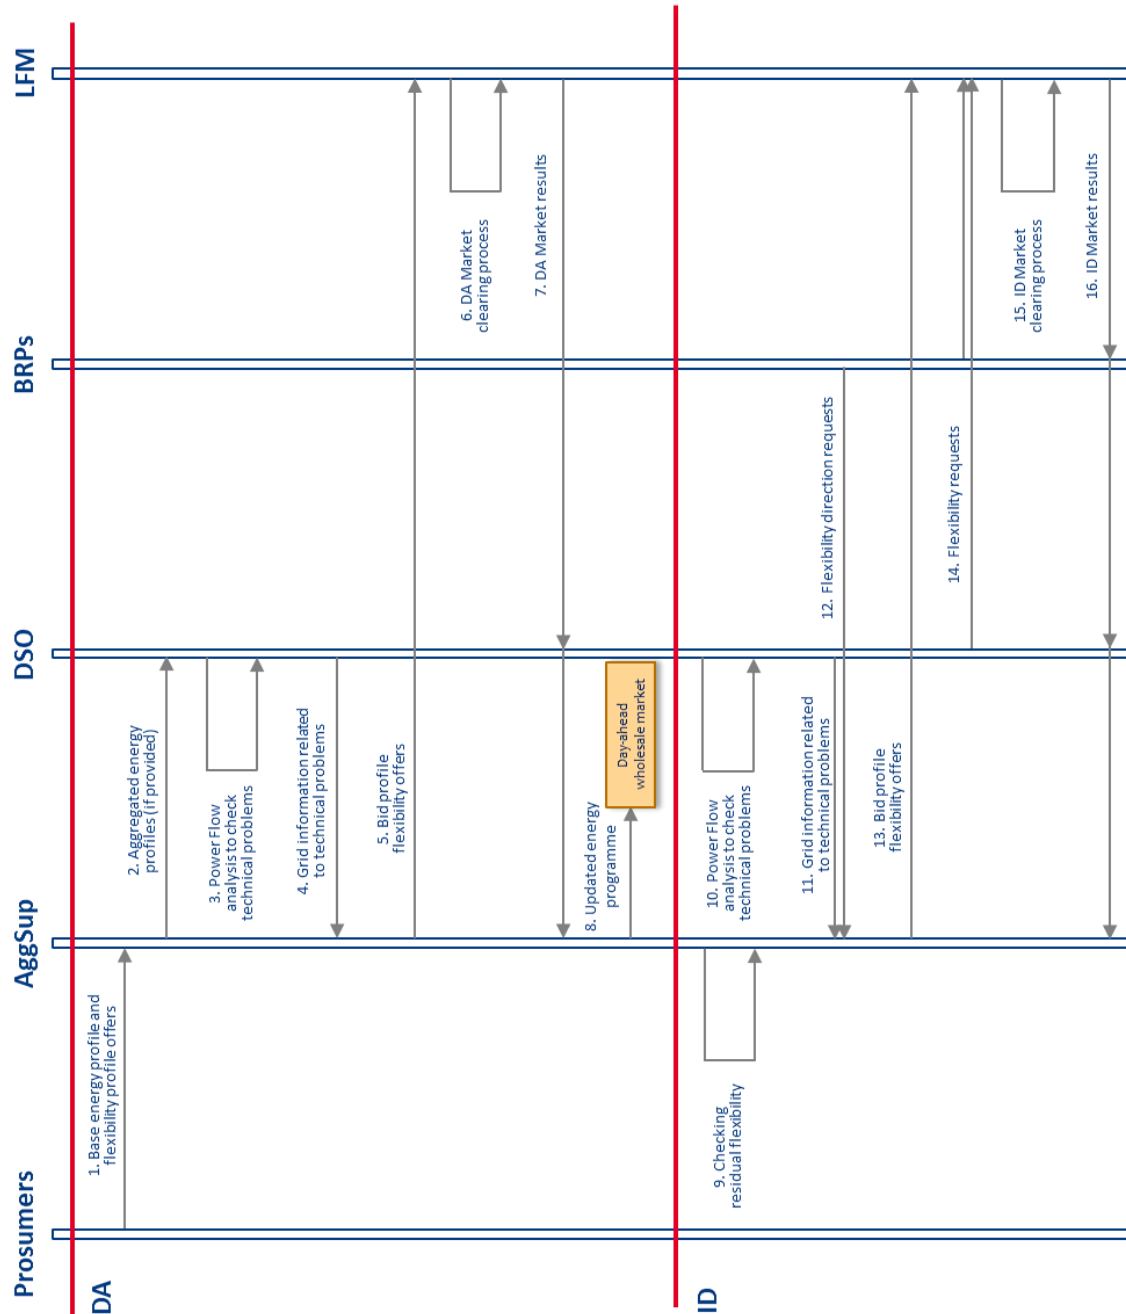 Prosumers
AggSup
DSO
BRPs
LFM
DA
1. Base energy profile and
flexibility profile offers
2. Aggregated energy
profiles (if provided)
3. Power Flow
analysis to check
technical problems
4. Grid information related
to technical problems
5. Bid profile
flexibility offers
6. DA Market
clearing process
7. DA Market results
8. Updated energy
programme
Day-ahead
wholesale market
ID
9. Checking
residual flexibility
10. Power Flow
analysis to check
technical problems
11. Grid information related
to technical problems
12. Flexibility direction requests
13. Bid profile
flexibility offers
14. Flexibility requests
15. ID Market
clearing process
16. ID Market results